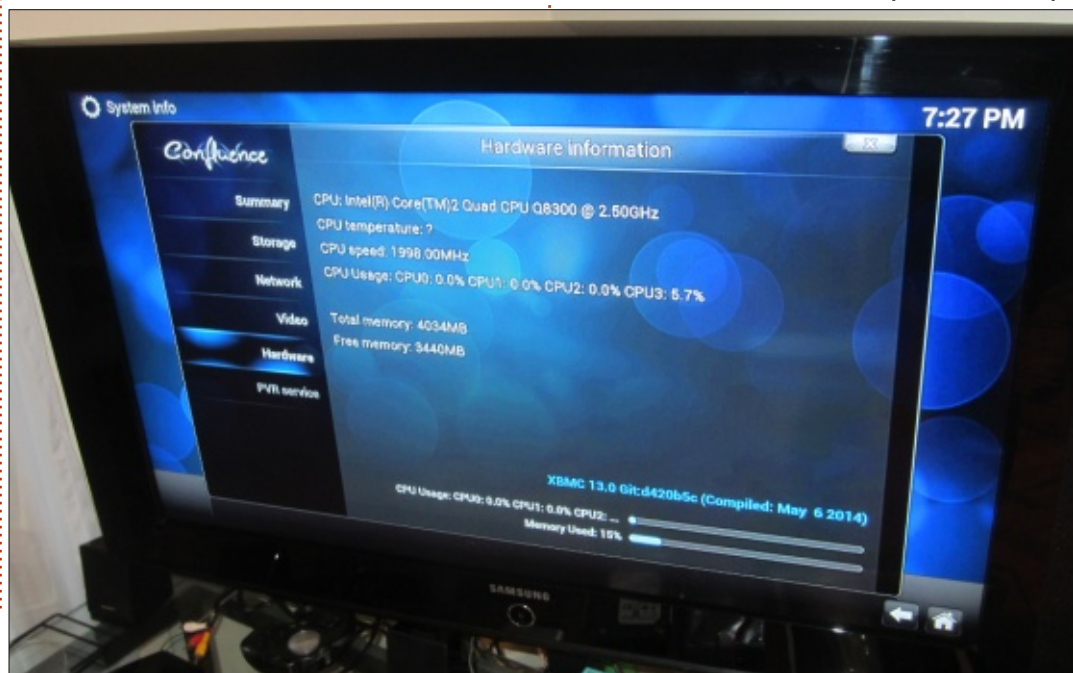 System info
7:27 PM
Confluence
Hardware information
X
Summary
Storage
Network
Video
Hardware
PVR service
CPU: Intel(R) Core(TM)2 Quad CPU Q8300 @ 2.50GHz
CPU temperature: ?
CPU speed: 1998.00MHz
CPU Usage: CPU0: 0.0% CPU1: 0.0% CPU2: 0.0% CPU3: 5.7%
Total memory: 4034MB
Free memory: 3440MB
XBMC 13.0 Git:d420b5c (Compiled: May 6 2014)
CPU Usage: CPU0: 0.0% CPU1: 0.0% CPU2: ...
Memory Used: 15%
SAMSUNG